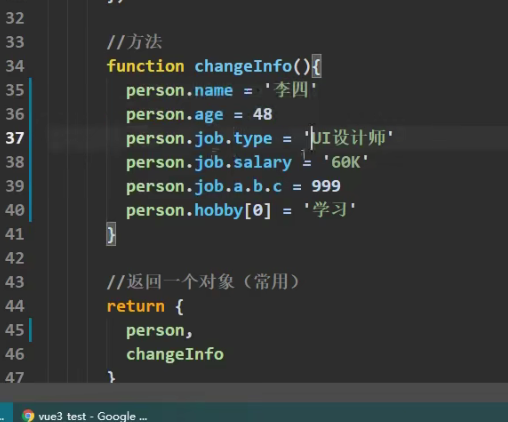 32 },
33
34 //方法
function changeInfo(){
35 person.name = '李四'
36 person.age = 48
37 person.job.type = 'UI设计师'
38 person.job.salary = '60K'
39 person.job.a.b.c = 999
40 person.hobby[0] = '学习'
41 }
42
43 //返回一个对象（常用）
44 return {
45 person,
46 changeInfo
47 }
vue3 test - Google ...